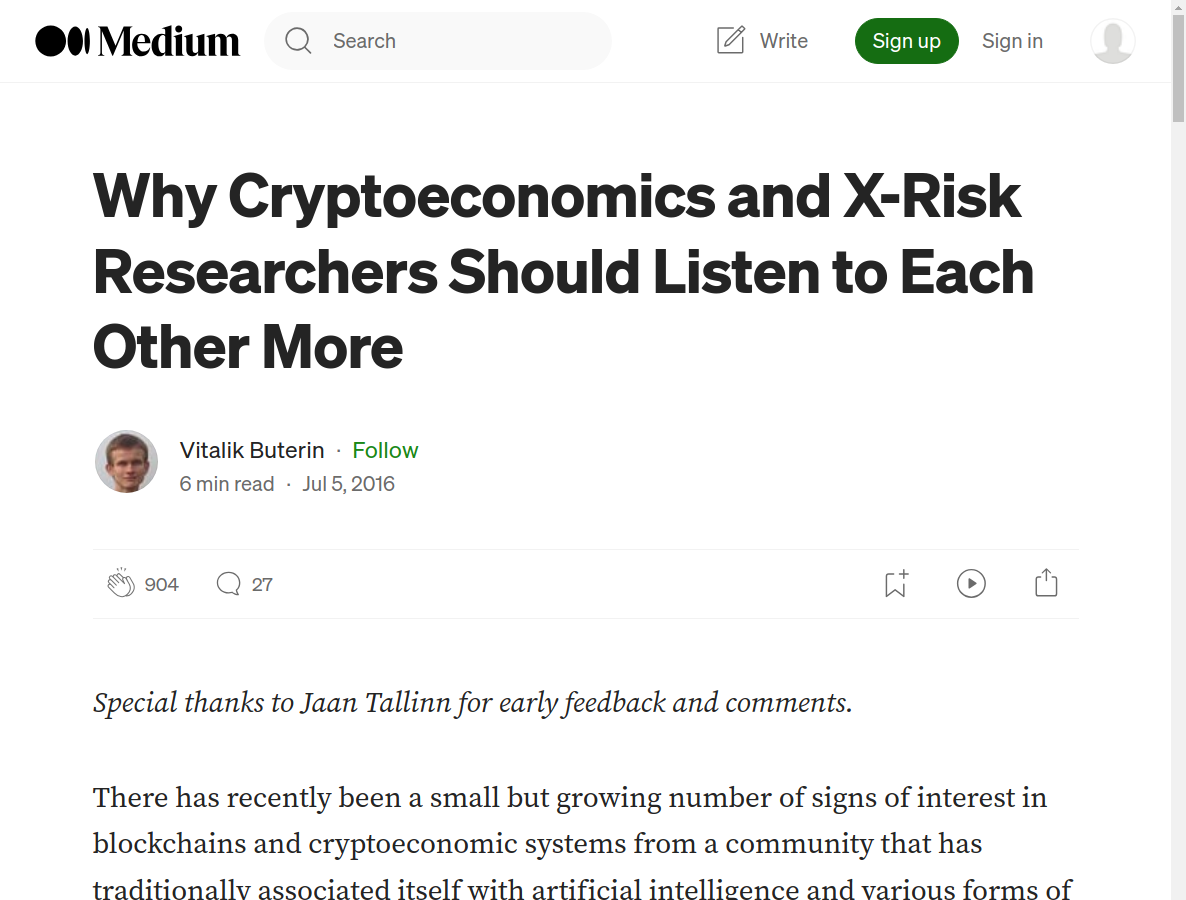 Medium
Search
Write
Sign up
Sign in
Why Cryptoeconomics and X-Risk
Researchers Should Listen to Each
Other More
Vitalik Buterin · Follow
6 min read · Jul 5, 2016
904
27
Special thanks to Jaan Tallinn for early feedback and comments.
There has recently been a small but growing number of signs of interest in
blockchains and cryptoeconomic systems from a community that has
traditionally associated itself with artificial intelligence and various forms of